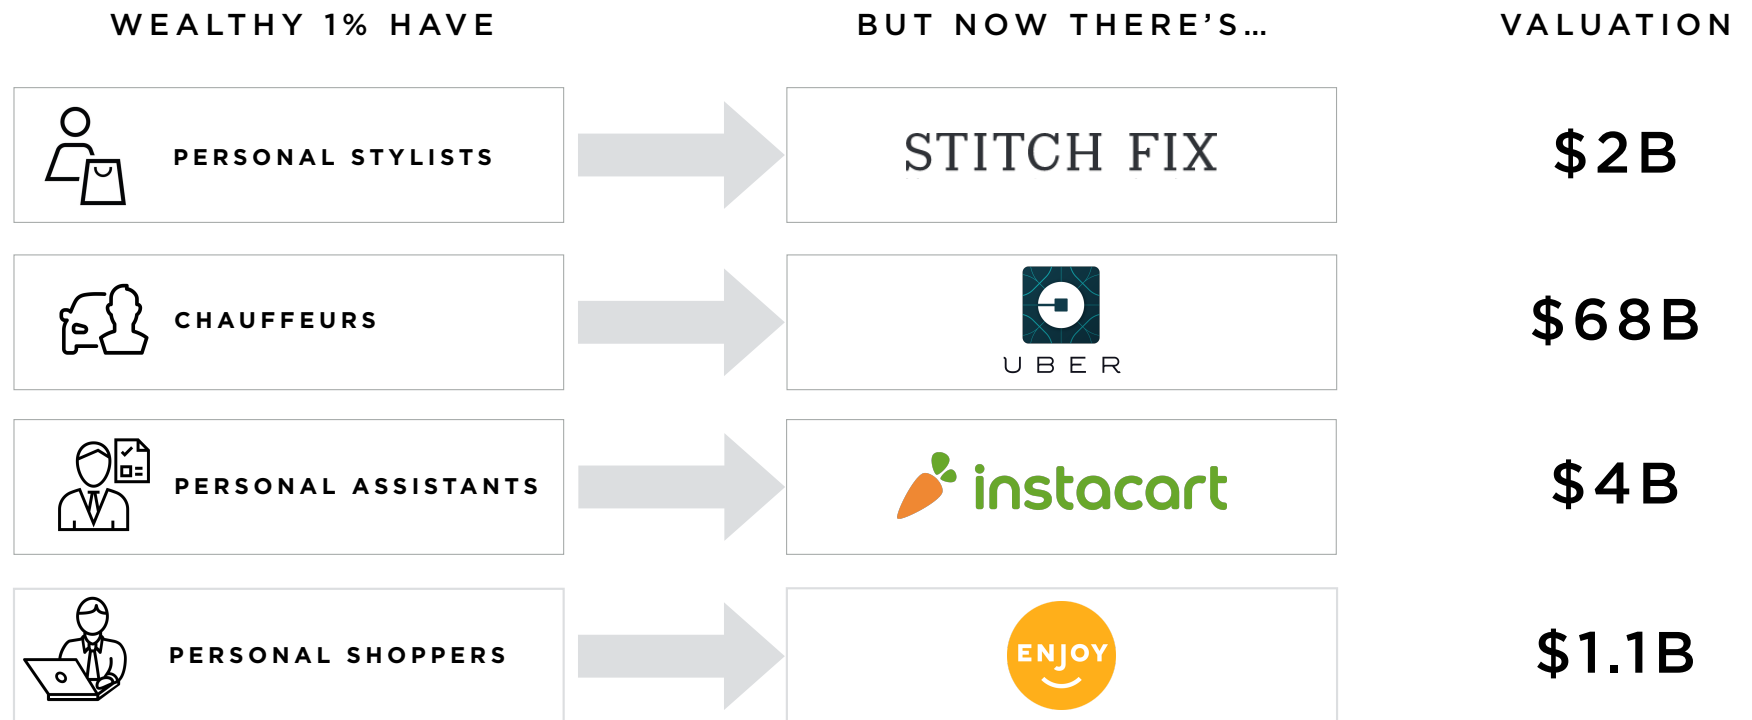 WEALTHY 1% HAVE
BUT NOW THERE'S...
VALUATION
PERSONAL STYLISTS
STITCH FIX
$2B
CHAUFFEURS
UBER
$68B
PERSONAL ASSISTANTS
instacart
$4B
PERSONAL SHOPPERS
ENJOY
$1.1B